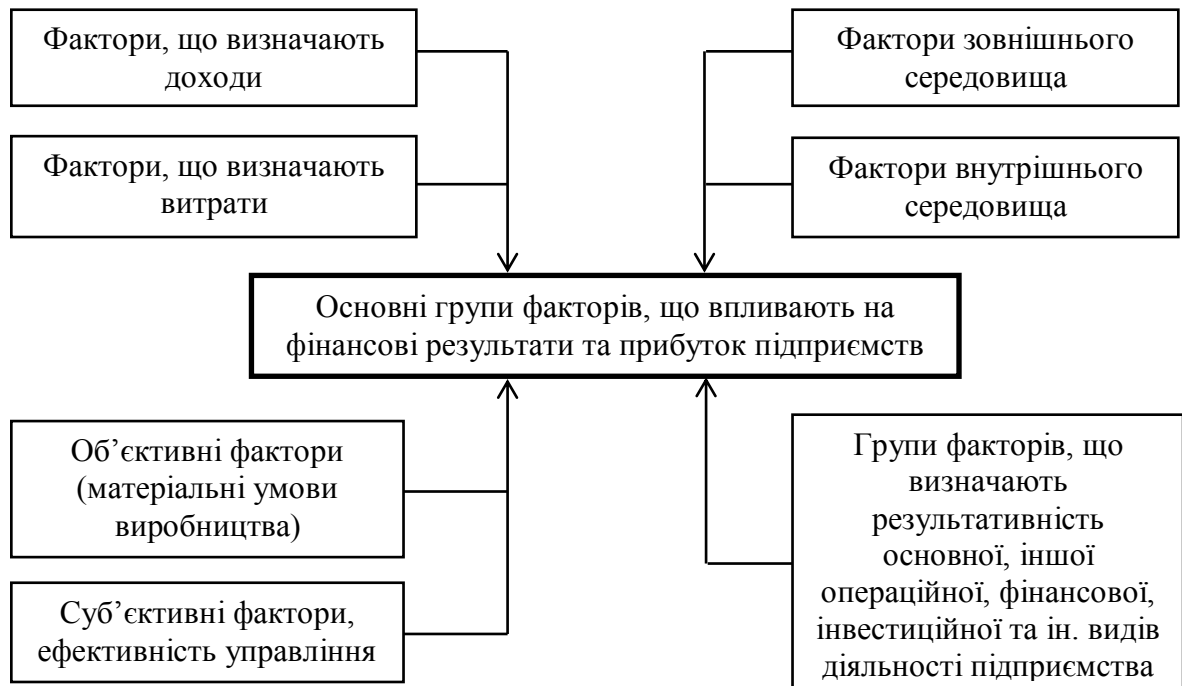 Фактори, що визначають
доходи
Фактори, що визначають
витрати
Фактори зовнішнього
середовища
Фактори внутрішнього
середовища
Основні групи факторів, що впливають на
фінансові результати та прибуток підприємств
Об’єктивні фактори
(матеріальні умови
виробництва)
Суб’єктивні фактори,
ефективність управління
Групи факторів, що
визначають
результативність
основної, іншої
операційної, фінансової,
інвестиційної та ін. видів
діяльності підприємства